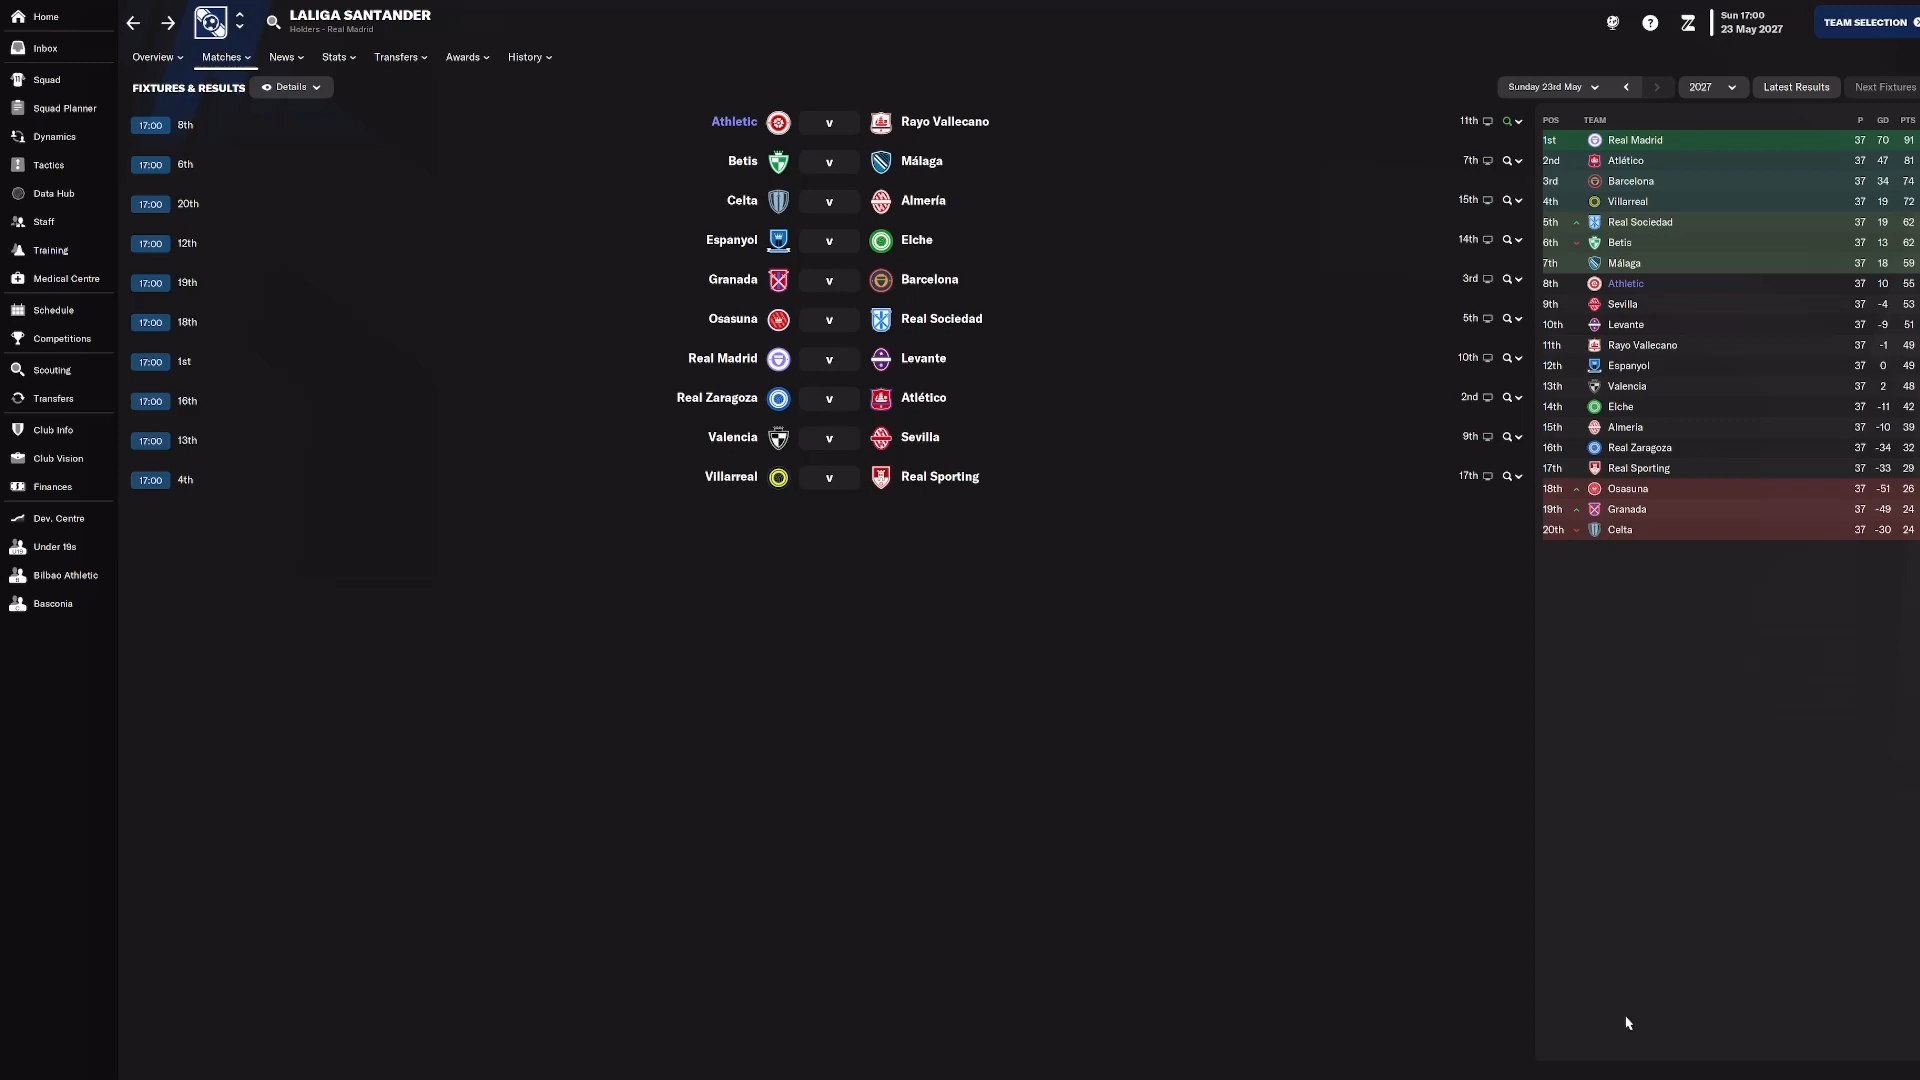 Home
Inbox
Squad
Squad Planner
Dynamics
Tactics
Data Hub
Staff
Training
Medical Centre
Schedule
Competitions
Scouting
Transfers
Club Info
Club Vision
Finances
Dev. Centre
Under 19s
Bilbao Athletic
Basconia
LALIGA SANTANDER
Holders - Real Madrid
Sun 17:00
23 May 2027
TEAM SELECTION
Overview Matches News Stats Transfers Awards History
FIXTURES & RESULTS Details
Sunday 23rd May 2027 Latest Results Next Fixtures
17:00 8th Athletic v Rayo Vallecano 11th
17:00 6th Betis v Málaga 7th
17:00 20th Celta v Almería 15th
17:00 12th Espanyol v Elche 14th
17:00 19th Granada v Barcelona 3rd
17:00 18th Osasuna v Real Sociedad 5th
17:00 1st Real Madrid v Levante 10th
17:00 16th Real Zaragoza v Atlético 2nd
17:00 13th Valencia v Sevilla 9th
17:00 4th Villarreal v Real Sporting 17th
POS TEAM P GD PTS
1st Real Madrid 37 70 91
2nd Atlético 37 47 81
3rd Barcelona 37 34 74
4th Villarreal 37 19 72
5th Real Sociedad 37 19 62
6th Betis 37 13 62
7th Málaga 37 18 59
8th Athletic 37 10 55
9th Sevilla 37 -4 53
10th Levante 37 -9 51
11th Rayo Vallecano 37 -1 49
12th Espanyol 37 0 49
13th Valencia 37 2 48
14th Elche 37 -11 42
15th Almería 37 -10 39
16th Real Zaragoza 37 -34 32
17th Real Sporting 37 -33 29
18th Osasuna 37 -51 26
19th Granada 37 -49 24
20th Celta 37 -30 24